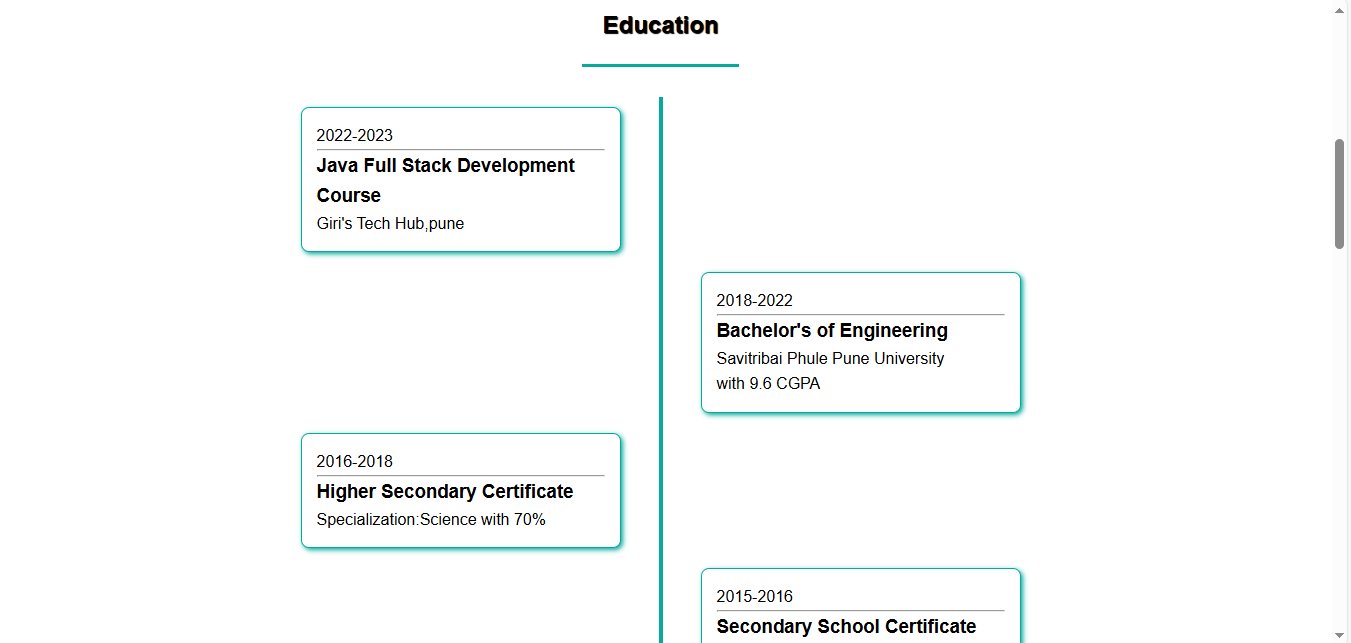 Education
2022-2023
Java Full Stack Development
Course
Giri's Tech Hub,pune
2018-2022
Bachelor's of Engineering
Savitribai Phule Pune University
with 9.6 CGPA
2016-2018
Higher Secondary Certificate
Specialization:Science with 70%
2015-2016
Secondary School Certificate